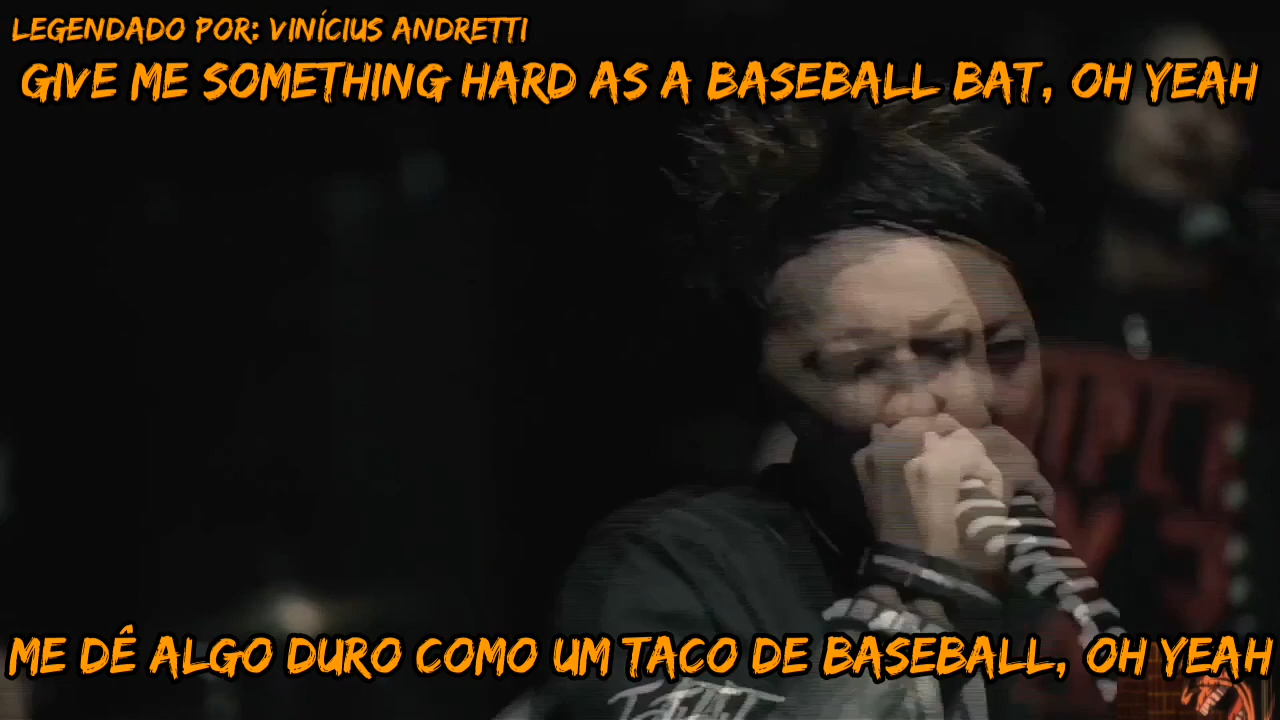 LEGENDADO POR: VINÍCIUS ANDRETTI
GIVE ME SOMETHING HARD AS A BASEBALL BAT, OH YEAH
ME DÊ ALGO DURO COMO UM TACO DE BASEBALL, OH YEAH